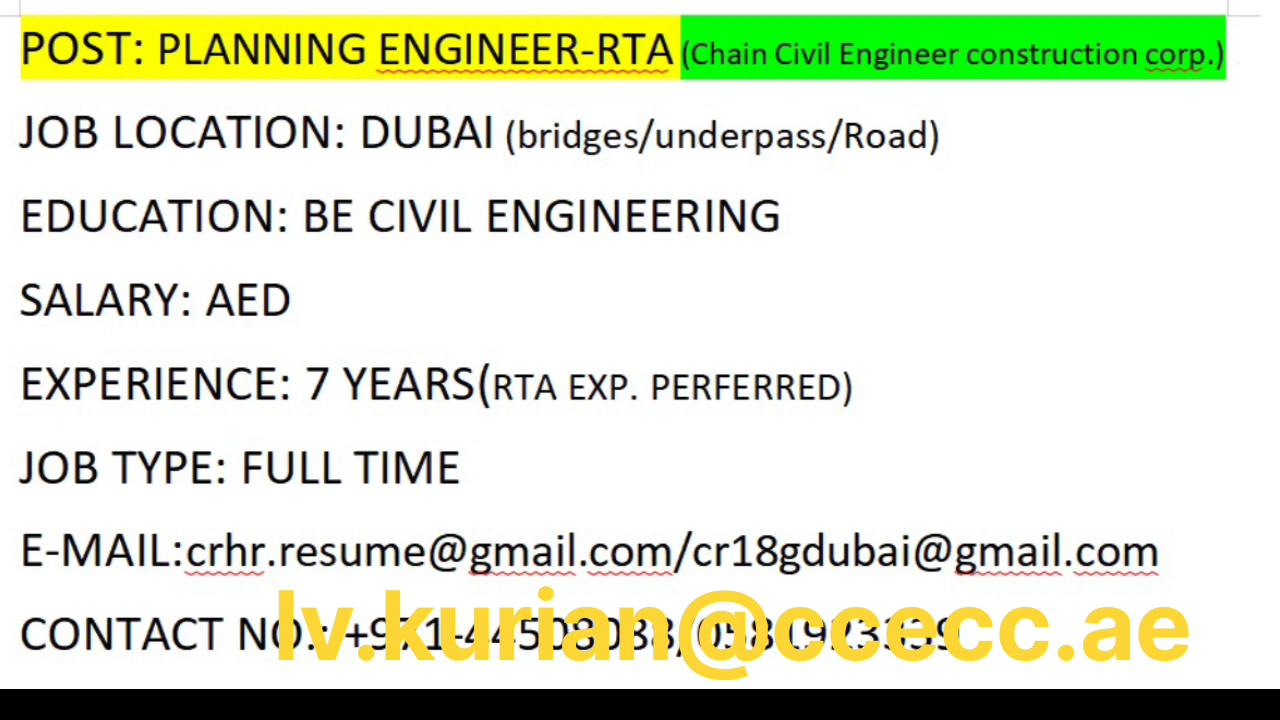 POST: PLANNING ENGINEER-RTA (Chain Civil Engineer construction corp.)
JOB LOCATION: DUBAI (bridges/underpass/Road)
EDUCATION: BE CIVIL ENGINEERING
SALARY: AED
EXPERIENCE: 7 YEARS(RTA EXP. PERFERRED)
JOB TYPE: FULL TIME
E-MAIL:crhr.resume@gmail.com/cr18gdubai@gmail.com
lv.kurian@ccecc.ae
CONTACT NO.: